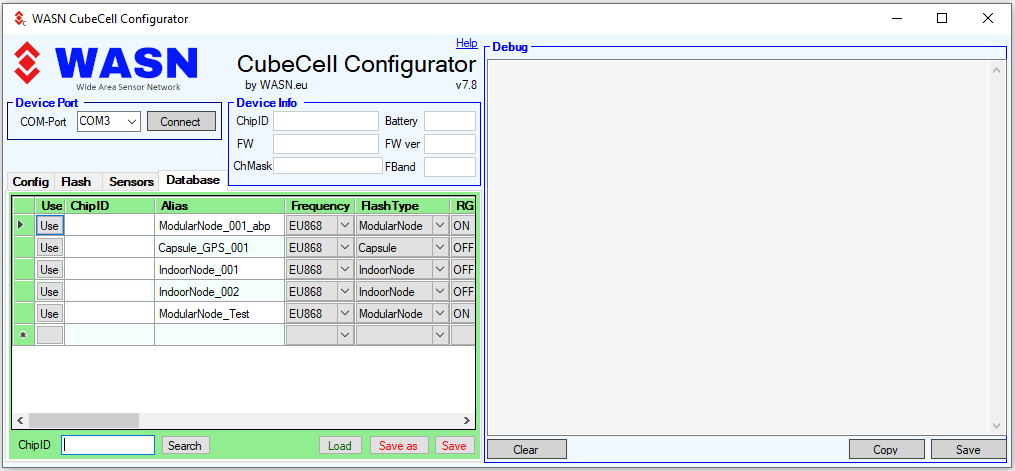 WASN CubeCell Configurator
Help
WASN
Wide Area Sensor Network
CubeCell Configurator
by WASN.eu
v7.8
Device Port
COM-Port
COM3
Connect
Device Info
ChipID
Battery
FW
FW ver
ChMask
FBand
Config
Flash
Sensors
Database
Use ChipID Alias Frequency FlashType RG
Use ModularNode_001_abp EU868 ModularNode ON
Use Capsule_GPS_001 EU868 Capsule OFF
Use IndoorNode_001 EU868 IndoorNode OFF
Use IndoorNode_002 EU868 IndoorNode OFF
Use ModularNode_Test EU868 ModularNode ON
ChipID
Search
Load
Save as
Save
Debug
Clear
Copy
Save